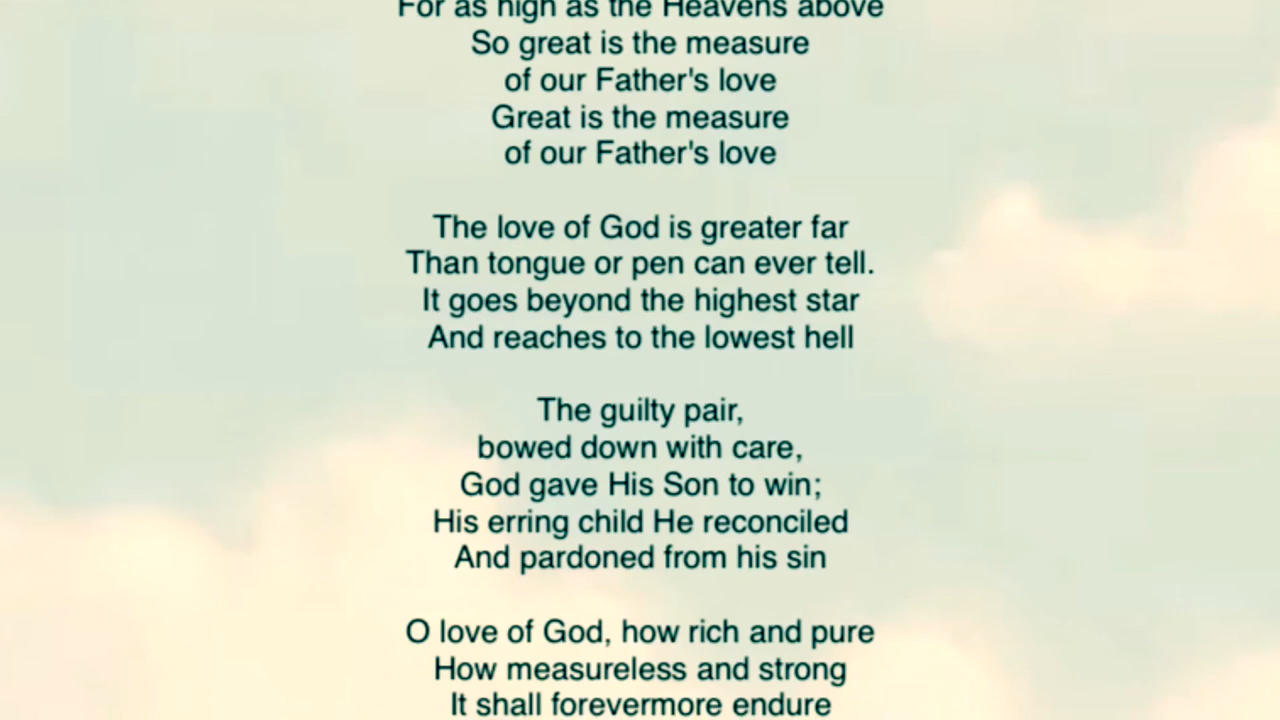 For as high as the Heavens above
So great is the measure
of our Father's love
Great is the measure
of our Father's love
The love of God is greater far
Than tongue or pen can ever tell.
It goes beyond the highest star
And reaches to the lowest hell
The guilty pair,
bowed down with care,
God gave His Son to win;
His erring child He reconciled
And pardoned from his sin
O love of God, how rich and pure
How measureless and strong
It shall forevermore endure